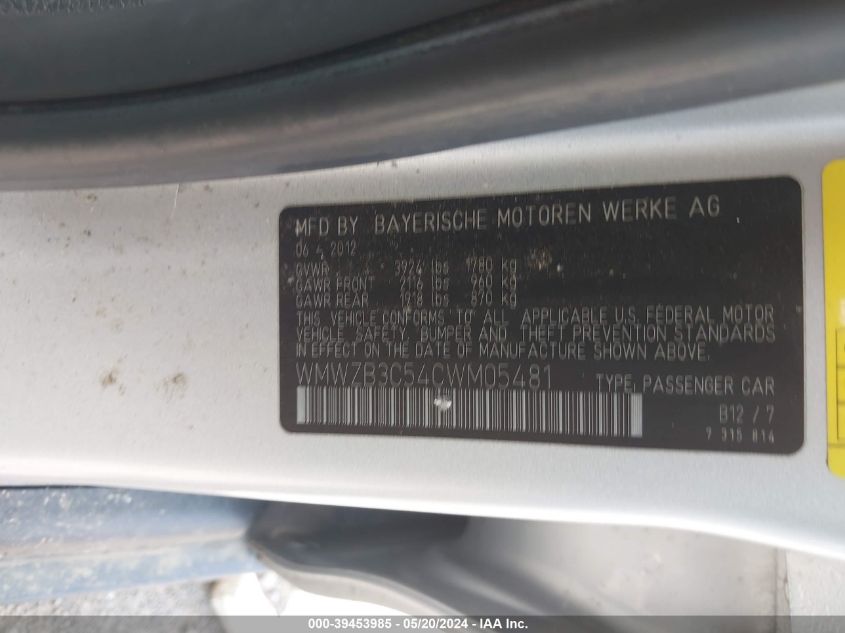 MFD BY BAYERISCHE MOTOREN WERKE AG
06 4 2012
GVWR 3924 lbs 1780 KG
GAWR FRONT 2116 lbs 960 KG
GAWR REAR 1918 lbs 870 KG
THIS VEHICLE CONFORMS TO ALL APPLICABLE U.S. FEDERAL MOTOR
VEHICLE SAFETY, BUMPER AND THEFT PREVENTION STANDARDS
IN EFFECT ON THE DATE OF MANUFACTURE SHOWN ABOVE.
WMWZB3C54CWM05481 TYPE: PASSENGER CAR
B12 / 7
7 315 814
000-39453985 - 05/20/2024 - IAA Inc.